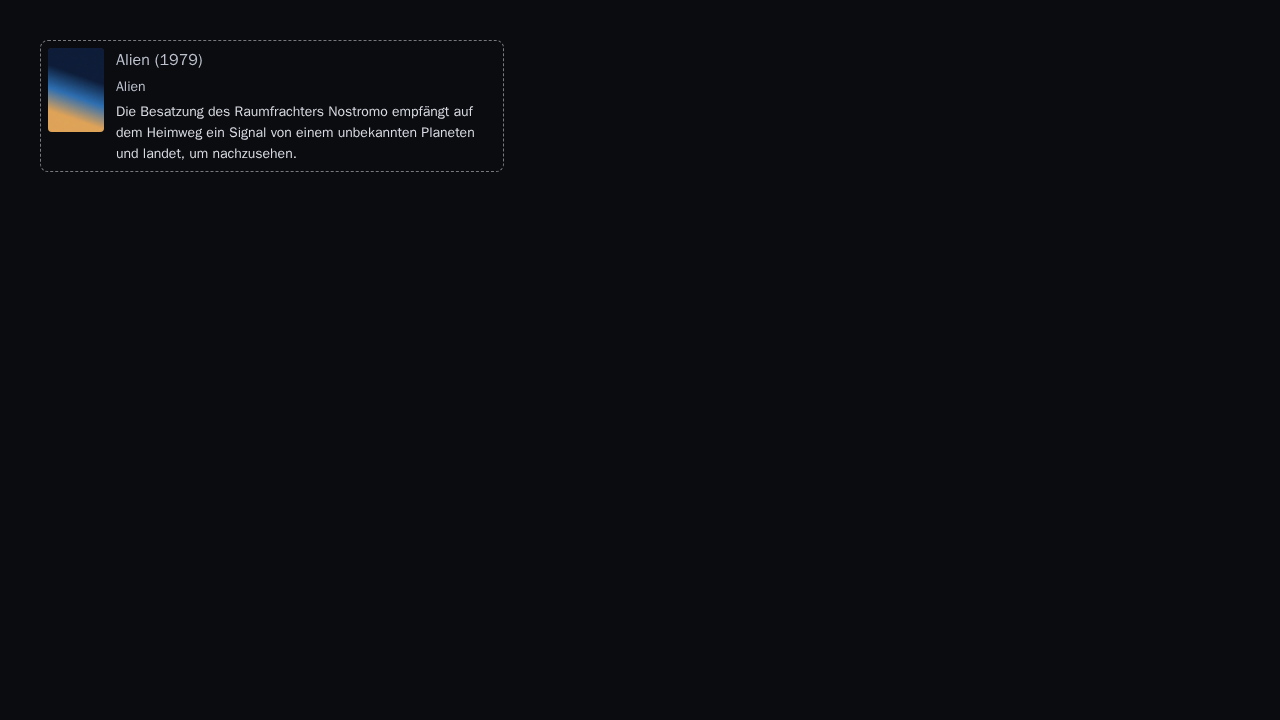 Alien (1979)
Alien
Die Besatzung des Raumfrachters Nostromo empfängt auf
dem Heimweg ein Signal von einem unbekannten Planeten
und landet, um nachzusehen.